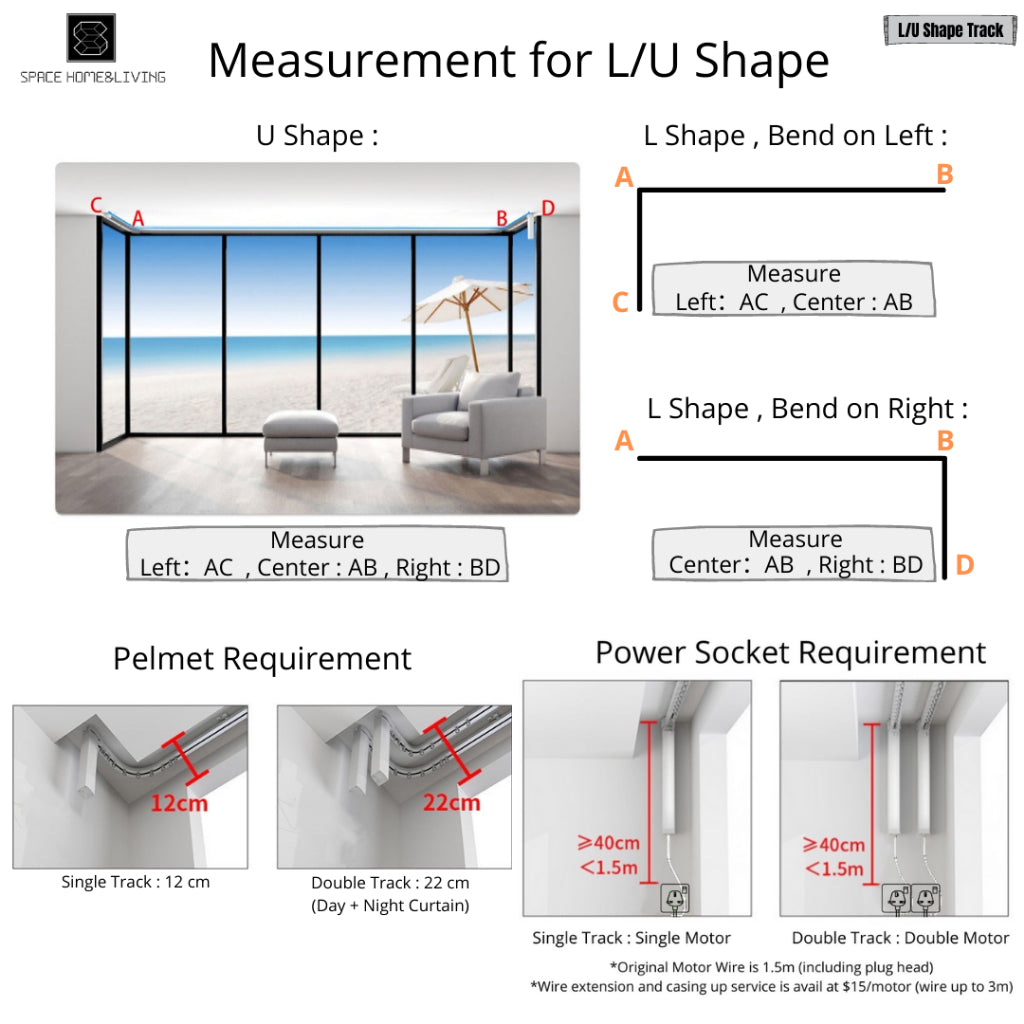 SPACE HOME&LIVING
L/U Shape Track
Measurement for L/U Shape
U Shape :
C
A
B
D
Measure
Left: AC , Center : AB , Right : BD
L Shape , Bend on Left :
A
B
C
Measure
Left: AC , Center : AB
L Shape , Bend on Right :
A
B
Measure
Center: AB , Right : BD
D
Pelmet Requirement
12cm
Single Track : 12 cm
22cm
Double Track : 22 cm
(Day + Night Curtain)
Power Socket Requirement
≥40cm
<1.5m
Single Track : Single Motor
≥40cm
<1.5m
Double Track : Double Motor
*Original Motor Wire is 1.5m (including plug head)
*Wire extension and casing up service is avail at $15/motor (wire up to 3m)